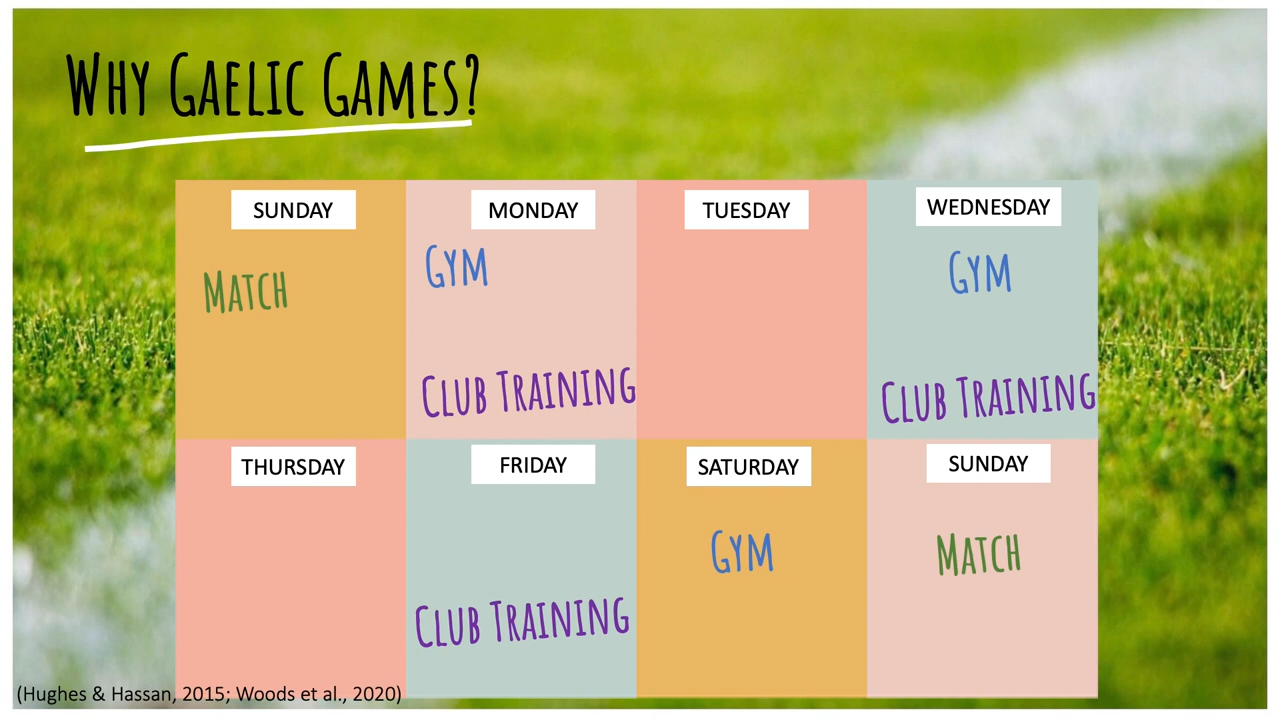 Why Gaelic Games?
SUNDAY
Match
MONDAY
Gym
Club Training
TUESDAY
WEDNESDAY
Gym
Club Training
THURSDAY
FRIDAY
Club Training
SATURDAY
Gym
SUNDAY
Match
(Hughes & Hassan, 2015; Woods et al., 2020)